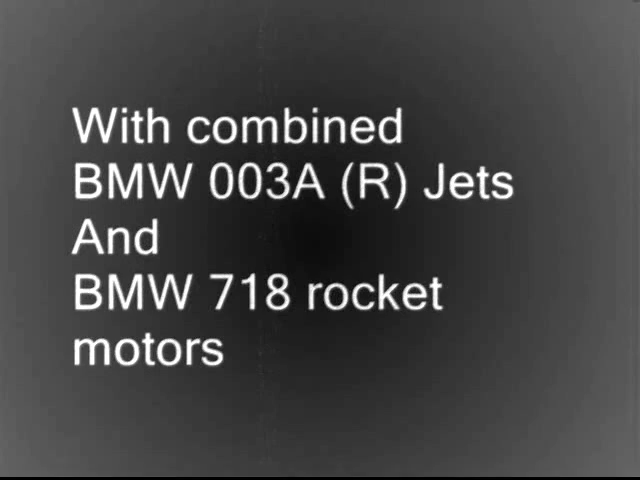 With combined
BMW 003A (R) Jets
And
BMW 718 rocket
motors